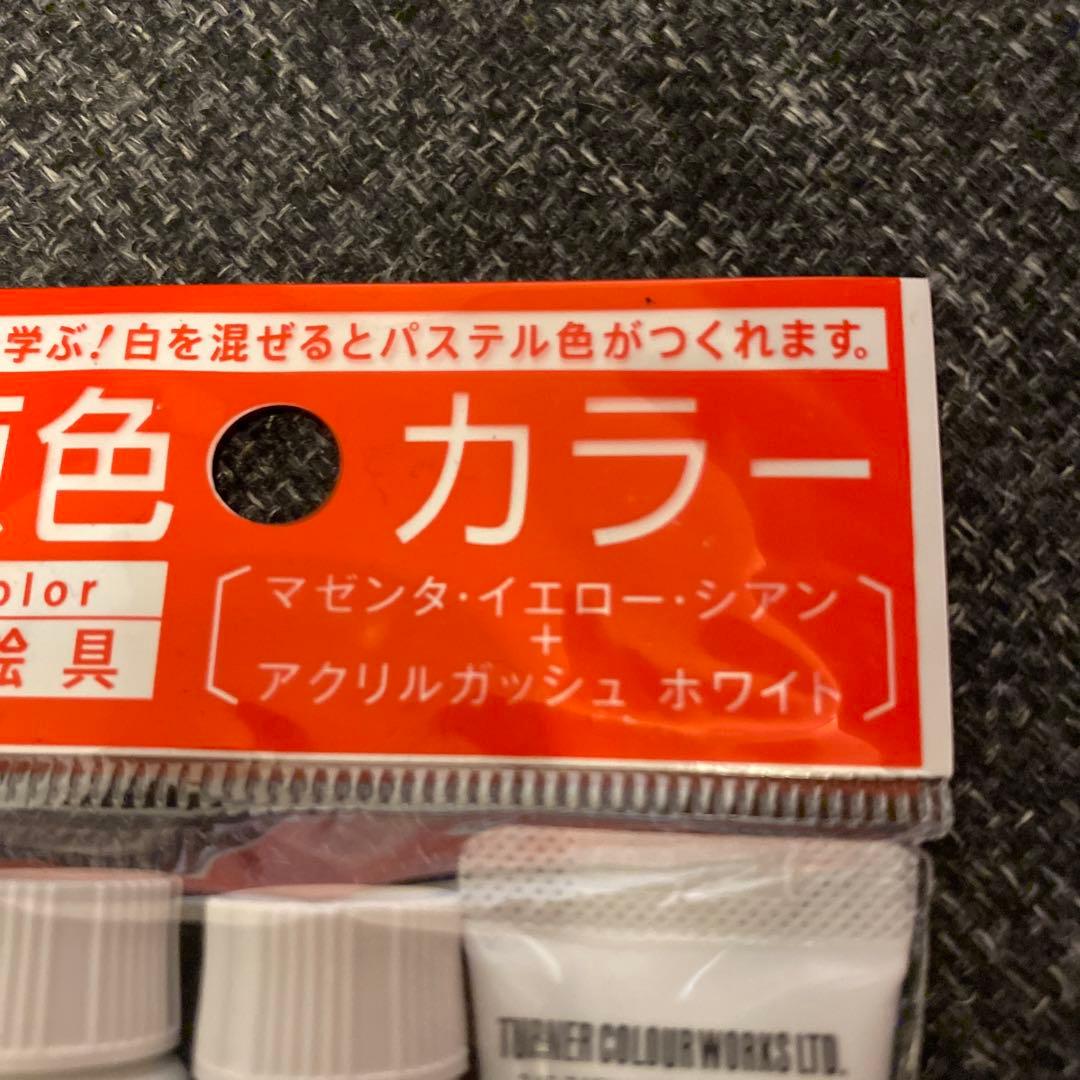 学ぶ!白を混ぜるとパステル色がつくれます。
色 カラー
olor
絵具
マゼンタ・イエロー・シアン
+
アクリルガッシュ ホワイト
TURNER COLOUR WORKS LTD.